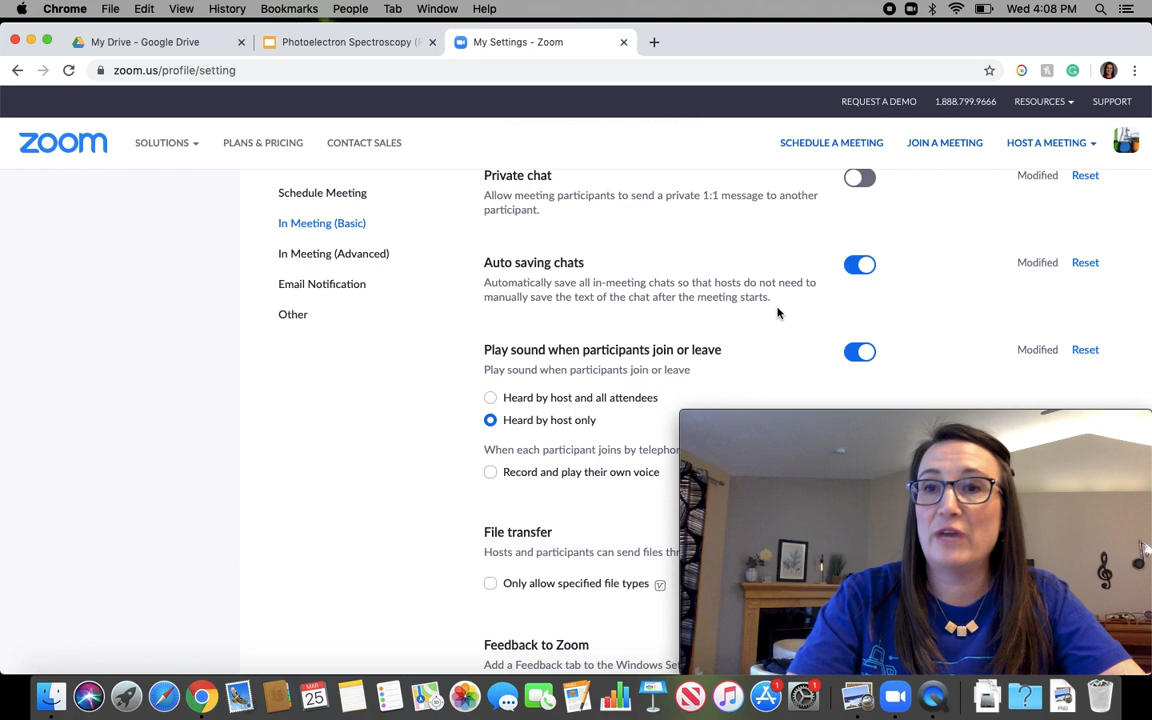 Chrome File Edit View History Bookmarks People Tab Window Help Wed 4:08 PM
My Drive - Google Drive Photoelectron Spectroscopy ( My Settings - Zoom
zoom.us/profile/setting
REQUEST A DEMO 1.888.799.9666 RESOURCES SUPPORT
zoom SOLUTIONS PLANS & PRICING CONTACT SALES SCHEDULE A MEETING JOIN A MEETING HOST A MEETING
Schedule Meeting
In Meeting (Basic)
In Meeting (Advanced)
Email Notification
Other
Private chat Modified Reset
Allow meeting participants to send a private 1:1 message to another
participant.
Auto saving chats Modified Reset
Automatically save all in-meeting chats so that hosts do not need to
manually save the text of the chat after the meeting starts.
Play sound when participants join or leave Modified Reset
Play sound when participants join or leave
Heard by host and all attendees
Heard by host only
When each participant joins by telephon
Record and play their own voice
File transfer
Hosts and participants can send files thr
Only allow specified file types
Feedback to Zoom
Add a Feedback tab to the Windows Se
MAR
25
1
1
PNG